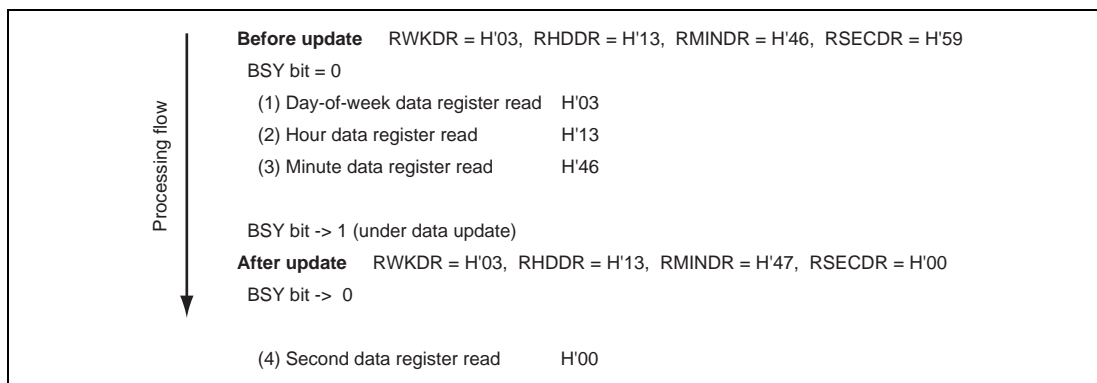 Processing flow
Before update RWKDR = H'03, RHDDR = H'13, RMINDR = H'46, RSECDR = H'59
BSY bit = 0
(1) Day-of-week data register read H'03
(2) Hour data register read H'13
(3) Minute data register read H'46
BSY bit -> 1 (under data update)
After update RWKDR = H'03, RHDDR = H'13, RMINDR = H'47, RSECDR = H'00
BSY bit -> 0
(4) Second data register read H'00